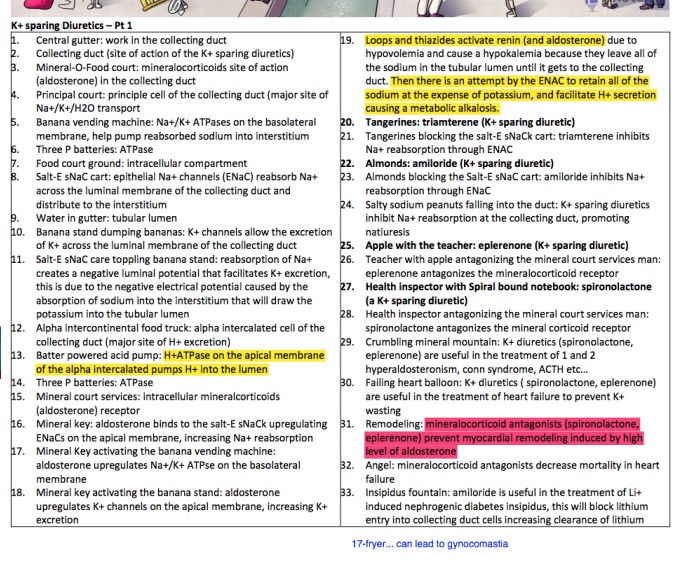 K+ sparing Diuretics – Pt 1
1. Central gutter: work in the collecting duct
2. Collecting duct (site of action of the K+ sparing diuretics)
3. Mineral-O-Food court: mineralocorticoids site of action
(aldosterone) in the collecting duct
4. Principal court: principle cell of the collecting duct (major site of
Na+/K+/H2O transport
5. Banana vending machine: Na+/K+ ATPases on the basolateral
membrane, help pump reabsorbed sodium into interstitium
6. Three P batteries: ATPase
7. Food court ground: intracellular compartment
8. Salt-E sNaC cart: epithelial Na+ channels (ENaC) reabsorb Na+
across the luminal membrane of the collecting duct and
distribute to the interstitium
9. Water in gutter: tubular lumen
10. Banana stand dumping bananas: K+ channels allow the excretion
of K+ across the luminal membrane of the collecting duct
11. Salt-E sNaC care toppling banana stand: reabsorption of Na+
creates a negative luminal potential that facilitates K+ excretion,
this is due to the negative electrical potential caused by the
absorption of sodium into the interstitium that will draw the
potassium into the tubular lumen
12. Alpha intercontinental food truck: alpha intercalated cell of the
collecting duct (major site of H+ excretion)
13. Batter powered acid pump: H+ATPase on the apical membrane
of the alpha intercalated pumps H+ into the lumen
14. Three P batteries: ATPase
15. Mineral court services: intracellular mineralcorticoids
(aldosterone) receptor
16. Mineral key: aldosterone binds to the salt-E sNaCk upregulating
ENaCs on the apical membrane, increasing Na+ reabsorption
17. Mineral Key activating the banana vending machine:
aldosterone upregulates Na+/K+ ATPse on the basolateral
membrane
18. Mineral key activating the banana stand: aldosterone
upregulates K+ channels on the apical membrane, increasing K+
excretion
19. Loops and thiazides activate renin (and aldosterone) due to
hypovolemia and cause a hypokalemia because they leave all of
the sodium in the tubular lumen until it gets to the collecting
duct. Then there is an attempt by the ENAC to retain all of the
sodium at the expense of potassium, and facilitate H+ secretion
causing a metabolic alkalosis.
20. Tangerines: triamterene (K+ sparing diuretic)
21. Tangerines blocking the salt-E sNaCk cart: triamterene inhibits
Na+ reabsorption through ENAC
22. Almonds: amiloride (K+ sparing diuretic)
23. Almonds blocking the Salt-E sNaC cart: amiloride inhibits Na+
reabsorption through ENaC
24. Salty sodium peanuts falling into the duct: K+ sparing diuretics
inhibit Na+ reabsorption at the collecting duct, promoting
natiuresis
25. Apple with the teacher: eplerenone (K+ sparing diuretic)
26. Teacher with apple antagonizing the mineral court services man:
eplerenone antagonizes the mineralocorticoid receptor
27. Health inspector with Spiral bound notebook: spironolactone
(a K+ sparing diuretic)
28. Health inspector antagonizing the mineral court services man:
spironolactone antagonizes the mineral corticoid receptor
29. Crumbling mineral mountain: K+ diuretics (spironolactone,
eplerenone) are useful in the treatment of 1 and 2
hyperaldosteronism, conn syndrome, ACTH etc...
30. Failing heart balloon: K+ diuretics ( spironolactone, eplerenone)
are useful in the treatment of heart failure to prevent K+
wasting
31. Remodeling: mineralocorticoid antagonists (spironolactone,
eplerenone) prevent myocardial remodeling induced by high
level of aldosterone
32. Angel: mineralocorticoid antagonists decrease mortality in heart
failure
33. Insipidus fountain: amiloride is useful in the treatment of Li+
induced nephrogenic diabetes insipidus, this will block lithium
entry into collecting duct cells increasing clearance of lithium
17-fryer... can lead to gynocomastia